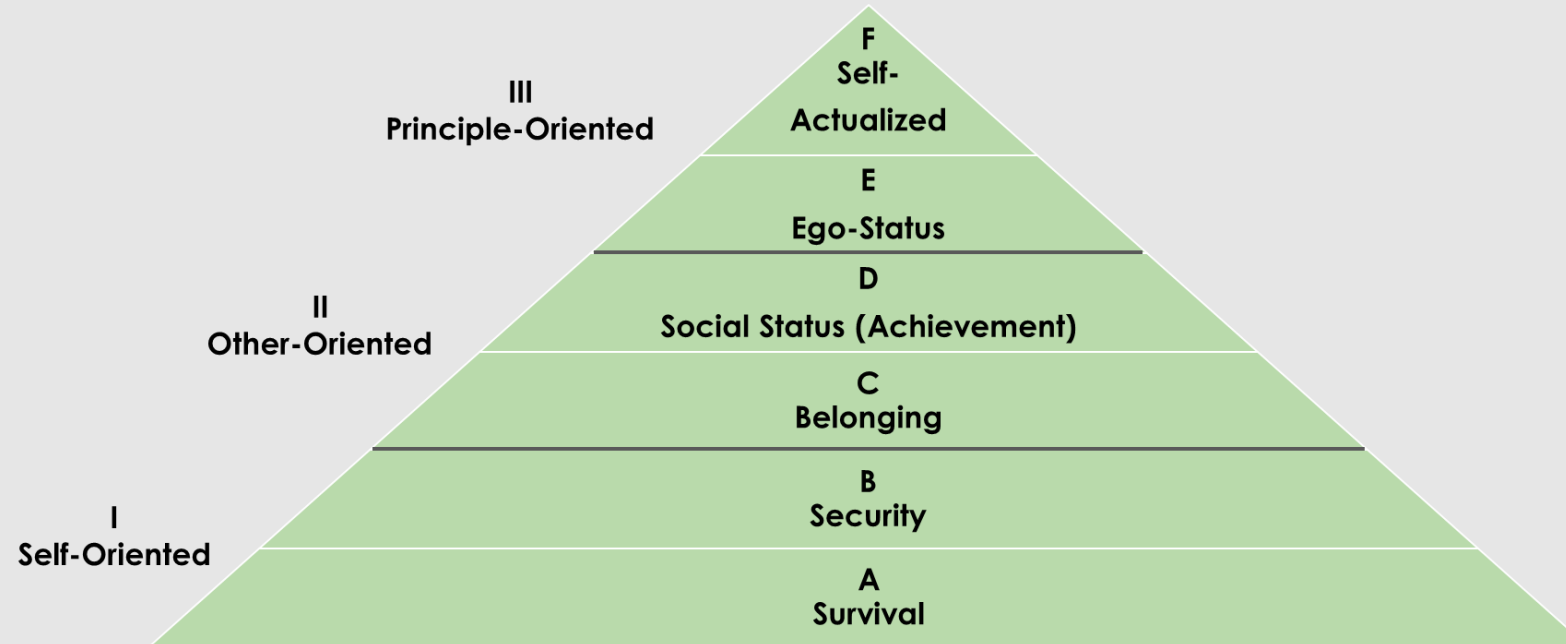 F
Self-
Actualized
III
Principle-Oriented
E
Ego-Status
D
Social Status (Achievement)
II
Other-Oriented
C
Belonging
B
Security
I
Self-Oriented
A
Survival